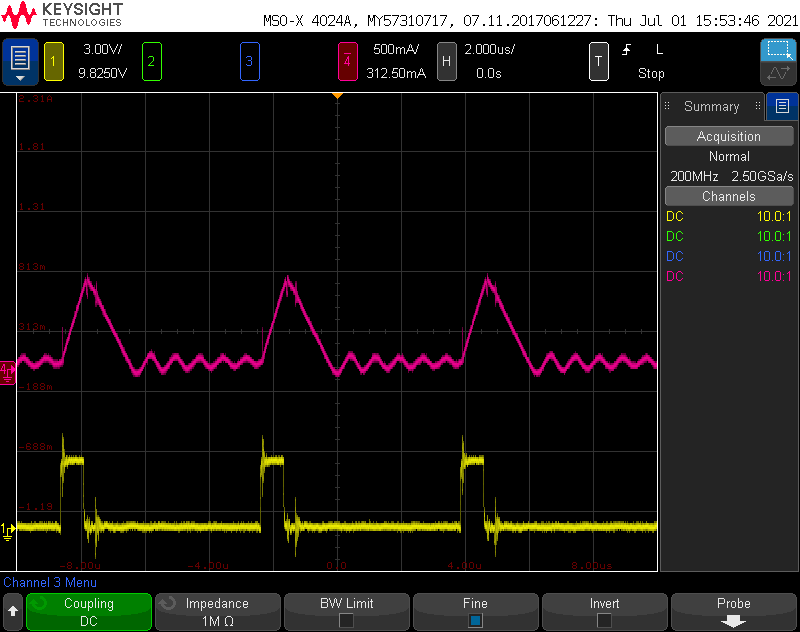 KEYSIGHT
TECHNOLOGIES
MSO-X 4024A, MY57310717, 07.11.2017061227: Thu Jul 01 15:53:46 2021
1 3.00V/ 2 3 4 500mA/ H 2.000us/ T L
9.8250V 312.50mA 0.0s Stop
Summary
Acquisition
Normal
200MHz 2.50GSa/s
Channels
DC 10.0:1
DC 10.0:1
DC 10.0:1
DC 10.0:1
2.31A
1.81
1.31
813m
313m
4
-188m
-688m
-1.19
1
-8.00u -4.00u 0.0 4.00u 8.00u
Channel 3 Menu
Coupling Impedance BW Limit Fine Invert Probe
DC 1M Ω